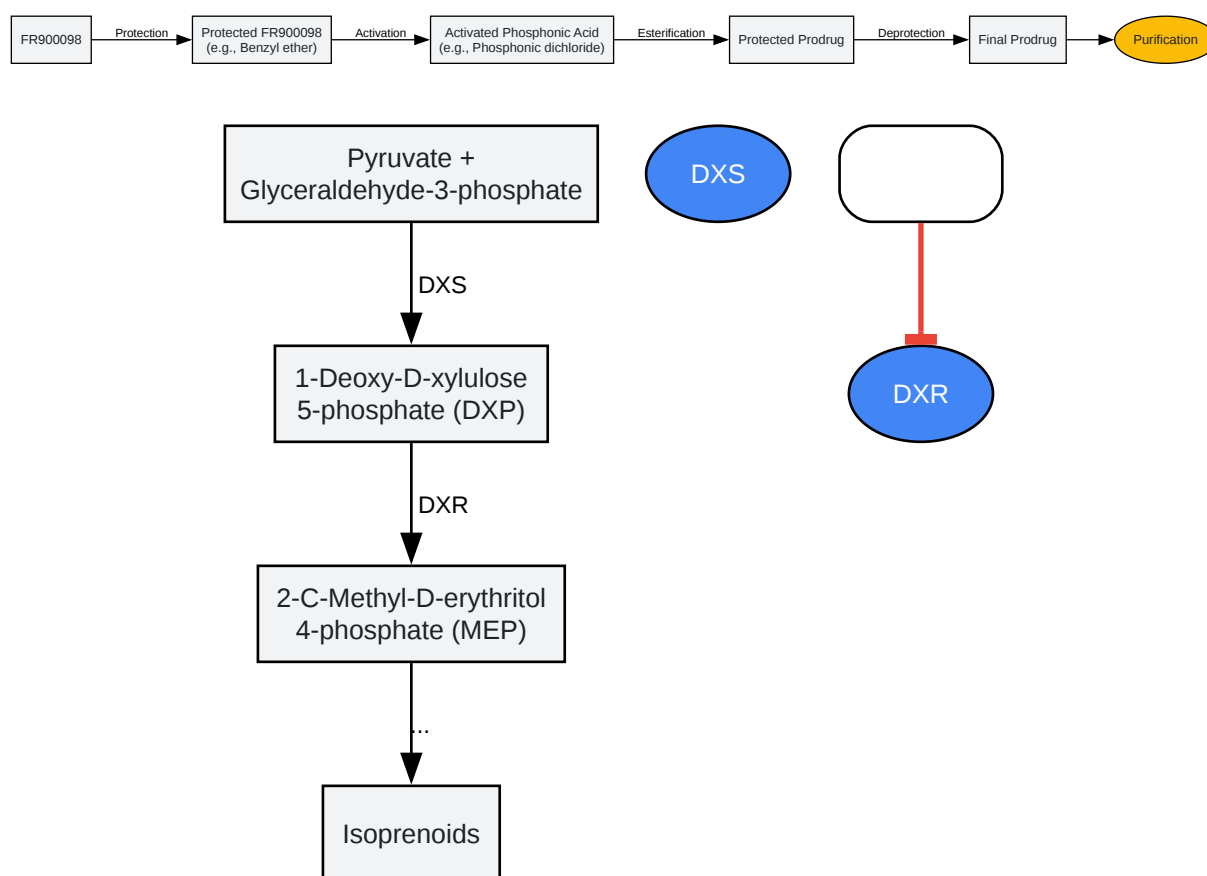 FR900098
Protection
Protected FR900098
(e.g., Benzyl ether)
Activation
Activated Phosphonic Acid
(e.g., Phosphonic dichloride)
Esterification
Protected Prodrug
Deprotection
Final Prodrug
Purification
Pyruvate +
Glyceraldehyde-3-phosphate
DXS
DXS
1-Deoxy-D-xylulose
5-phosphate (DXP)
DXR
DXR
2-C-Methyl-D-erythritol
4-phosphate (MEP)
...
Isoprenoids